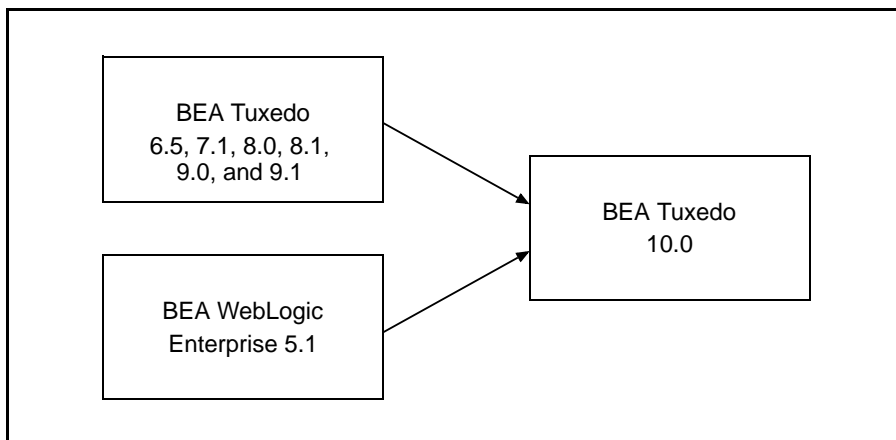 BEA Tuxedo
6.5, 7.1, 8.0, 8.1,
9.0, and 9.1
BEA WebLogic
Enterprise 5.1
BEA Tuxedo
10.0